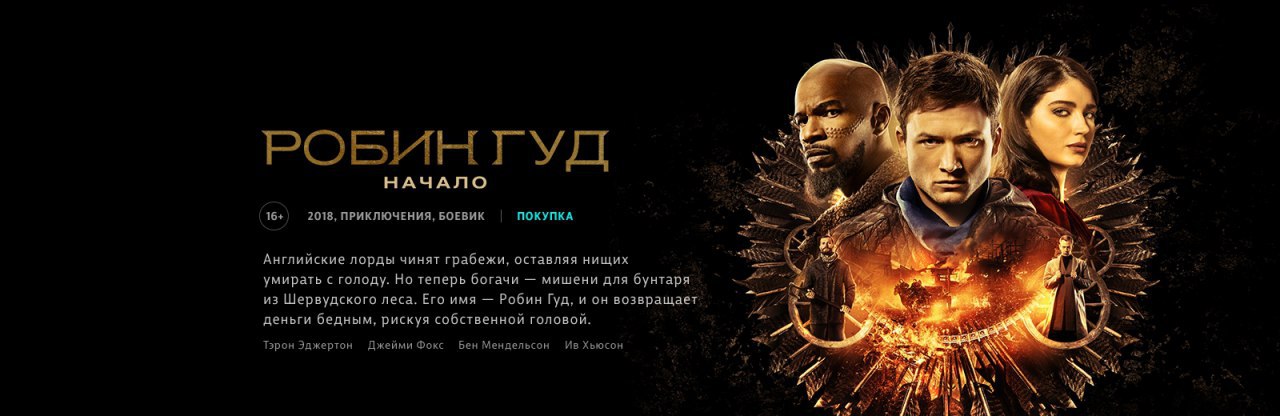 РОБИН ГУД
НАЧАЛО
16+ 2018, ПРИКЛЮЧЕНИЯ, БОЕВИК | ПОКУПКА
Английские лорды чинят грабежи, оставляя нищих
умирать с голоду. Но теперь богачи — мишени для бунтаря
из Шервудского леса. Его имя — Робин Гуд, и он возвращает
деньги бедным, рискуя собственной головой.
Тэрон Эджертон Джейми Фокс Бен Мендельсон Ив Хьюсон